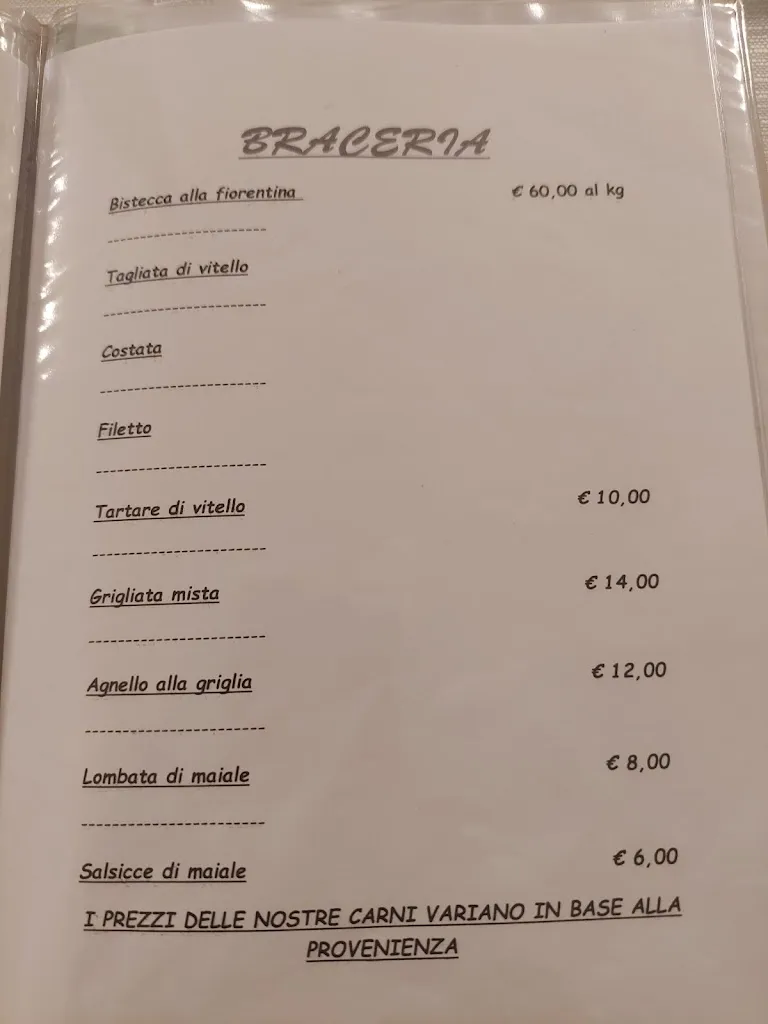 BRACERIA
Bistecca alla fiorentina € 60,00 al kg
----------------------
Tagliata di vitello
----------------------
Costata
----------------------
Filetto
----------------------
Tartare di vitello € 10,00
----------------------
Grigliata mista € 14,00
----------------------
Agnello alla griglia € 12,00
----------------------
Lombata di maiale € 8,00
----------------------
Salsicce di maiale € 6,00
I PREZZI DELLE NOSTRE CARNI VARIANO IN BASE ALLA
PROVENIENZA